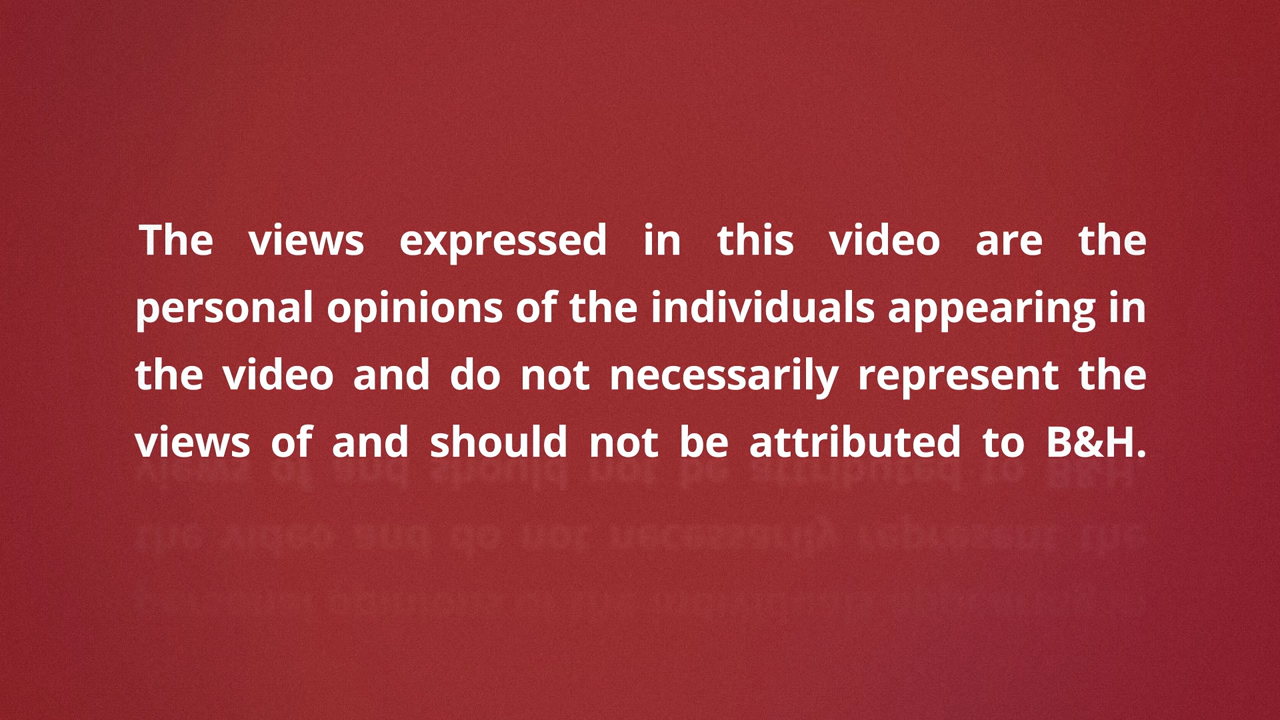 The views expressed in this video are the
personal opinions of the individuals appearing in
the video and do not necessarily represent the
views of and should not be attributed to B&H.